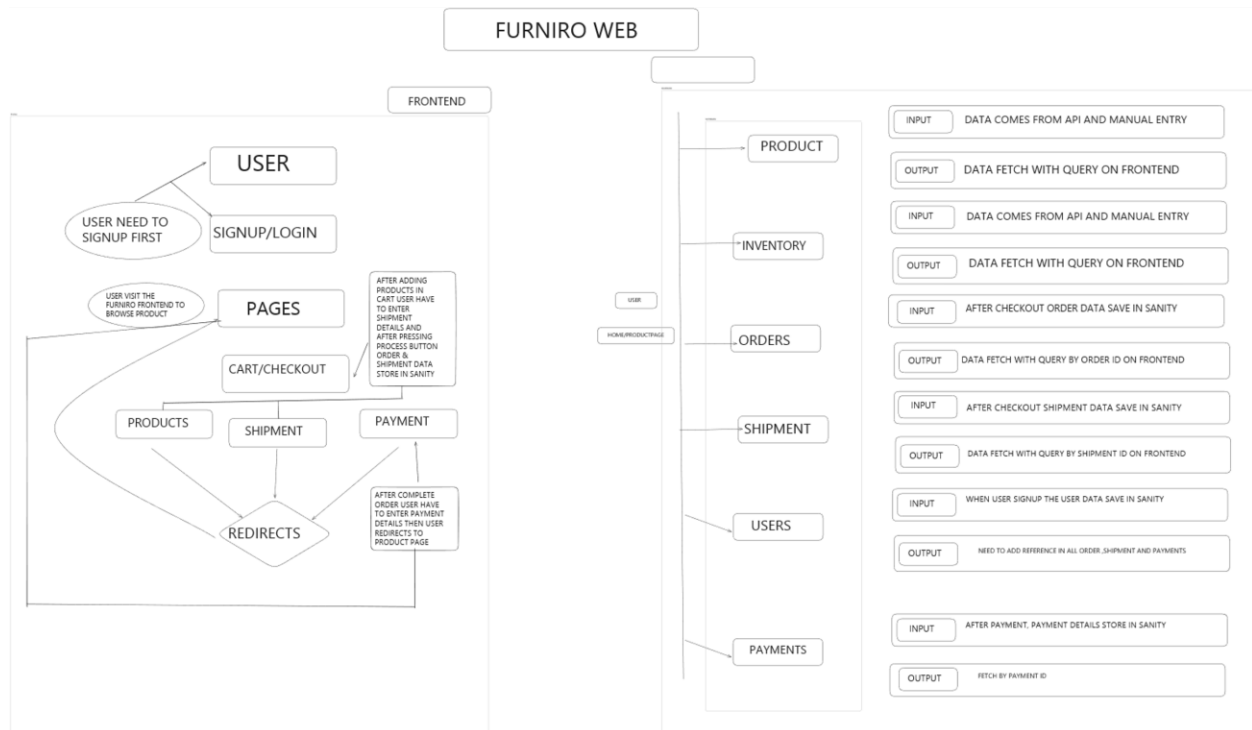 FURNIRO WEB
FRONTEND
USER
USER NEED TO
SIGNUP FIRST
SIGNUP/LOGIN
USER VISIT THE
FURNIRO FRONTEND TO
BROWSE PRODUCT
PAGES
AFTER ADDING
PRODUCTS IN
CART USER HAVE
TO ENTER
SHIPMENT
DETAILS AND
AFTER PRESSING
PROCESS BUTTON
ORDER &
SHIPMENT DATA
STORE IN SANITY
CART/CHECKOUT
PRODUCTS
SHIPMENT
PAYMENT
REDIRECTS
AFTER COMPLETE
ORDER USER HAVE
TO ENTER PAYMENT
DETAILS THEN USER
REDIRECTS TO
PRODUCT PAGE
USER
HOME/PRODUCTPAGE
PRODUCT
INPUT
DATA COMES FROM API AND MANUAL ENTRY
OUTPUT
DATA FETCH WITH QUERY ON FRONTEND
INVENTORY
INPUT
DATA COMES FROM API AND MANUAL ENTRY
OUTPUT
DATA FETCH WITH QUERY ON FRONTEND
ORDERS
INPUT
AFTER CHECKOUT ORDER DATA SAVE IN SANITY
OUTPUT
DATA FETCH WITH QUERY BY ORDER ID ON FRONTEND
SHIPMENT
INPUT
AFTER CHECKOUT SHIPMENT DATA SAVE IN SANITY
OUTPUT
DATA FETCH WITH QUERY BY SHIPMENT ID ON FRONTEND
USERS
INPUT
WHEN USER SIGNUP THE USER DATA SAVE IN SANITY
OUTPUT
NEED TO ADD REFERENCE IN ALL ORDER ,SHIPMENT AND PAYMENTS
PAYMENTS
INPUT
AFTER PAYMENT, PAYMENT DETAILS STORE IN SANITY
OUTPUT
FETCH BY PAYMENT ID